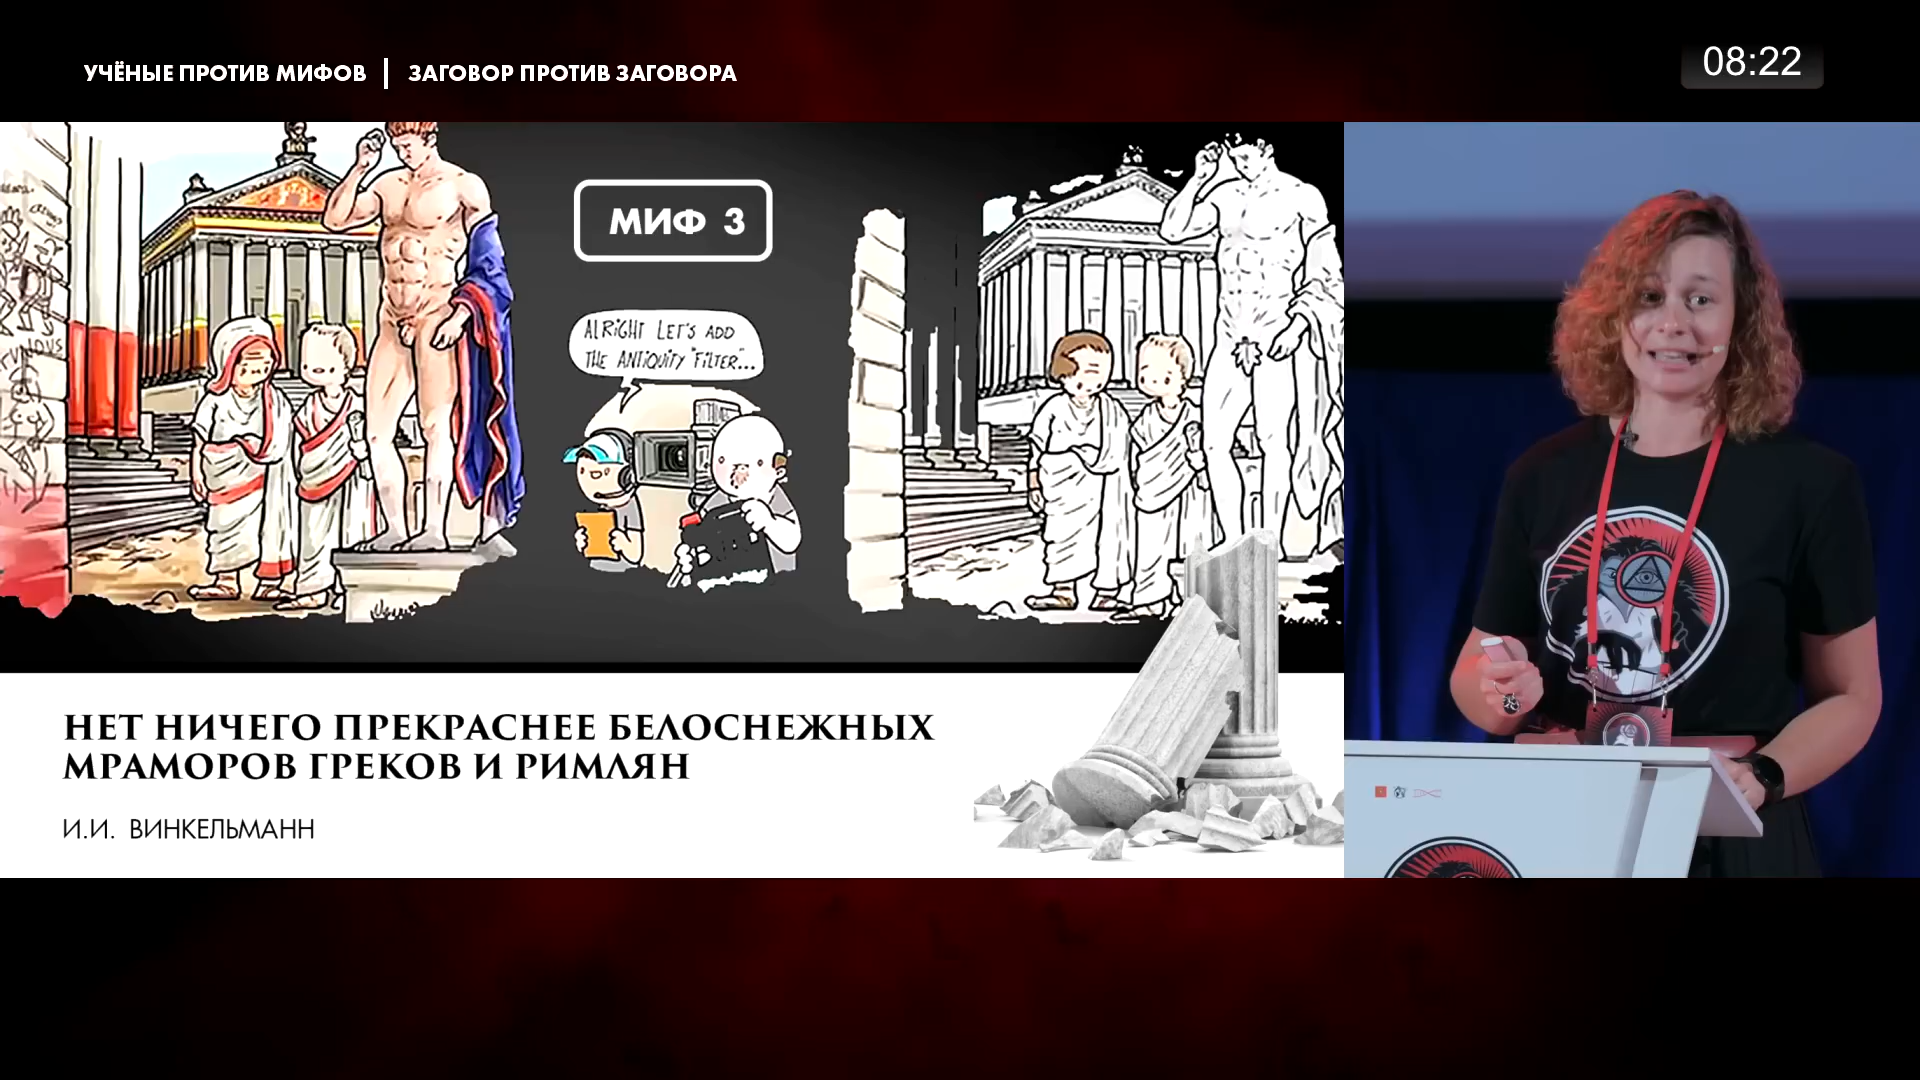 УЧЁНЫЕ ПРОТИВ МИФОВ | ЗАГОВОР ПРОТИВ ЗАГОВОРА
08:22
МИФ 3
ALRIGHT LET'S ADD
THE ANTIQUITY "FILTER"...
НЕТ НИЧЕГО ПРЕКРАСНЕЕ БЕЛОСНЕЖНЫХ
МРАМОРОВ ГРЕКОВ И РИМЛЯН
И.И. ВИНКЕЛЬМАНН